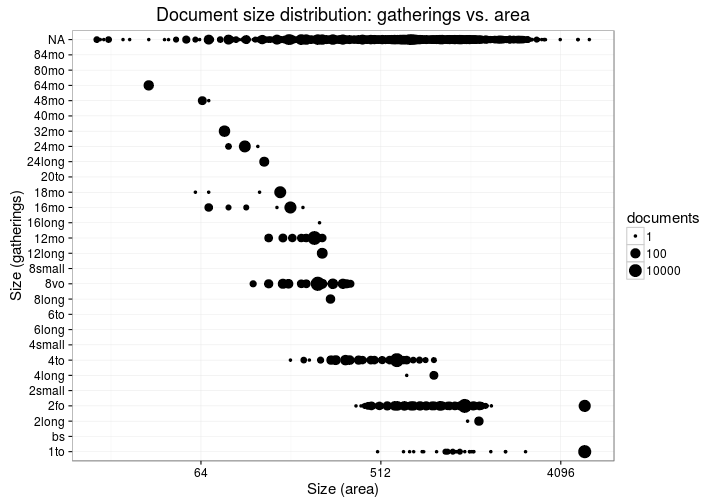 Document size distribution: gatherings vs. area
NA
84mo
80mo
64mo
48mo
40mo
32mo
24mo
24long
20to
18mo
16mo
16long
12mo
12long
8small
8vo
8long
6to
6long
4small
4to
4long
2small
2fo
2long
bs
1to
Size (gatherings)
64
512
4096
Size (area)
documents
1
100
10000